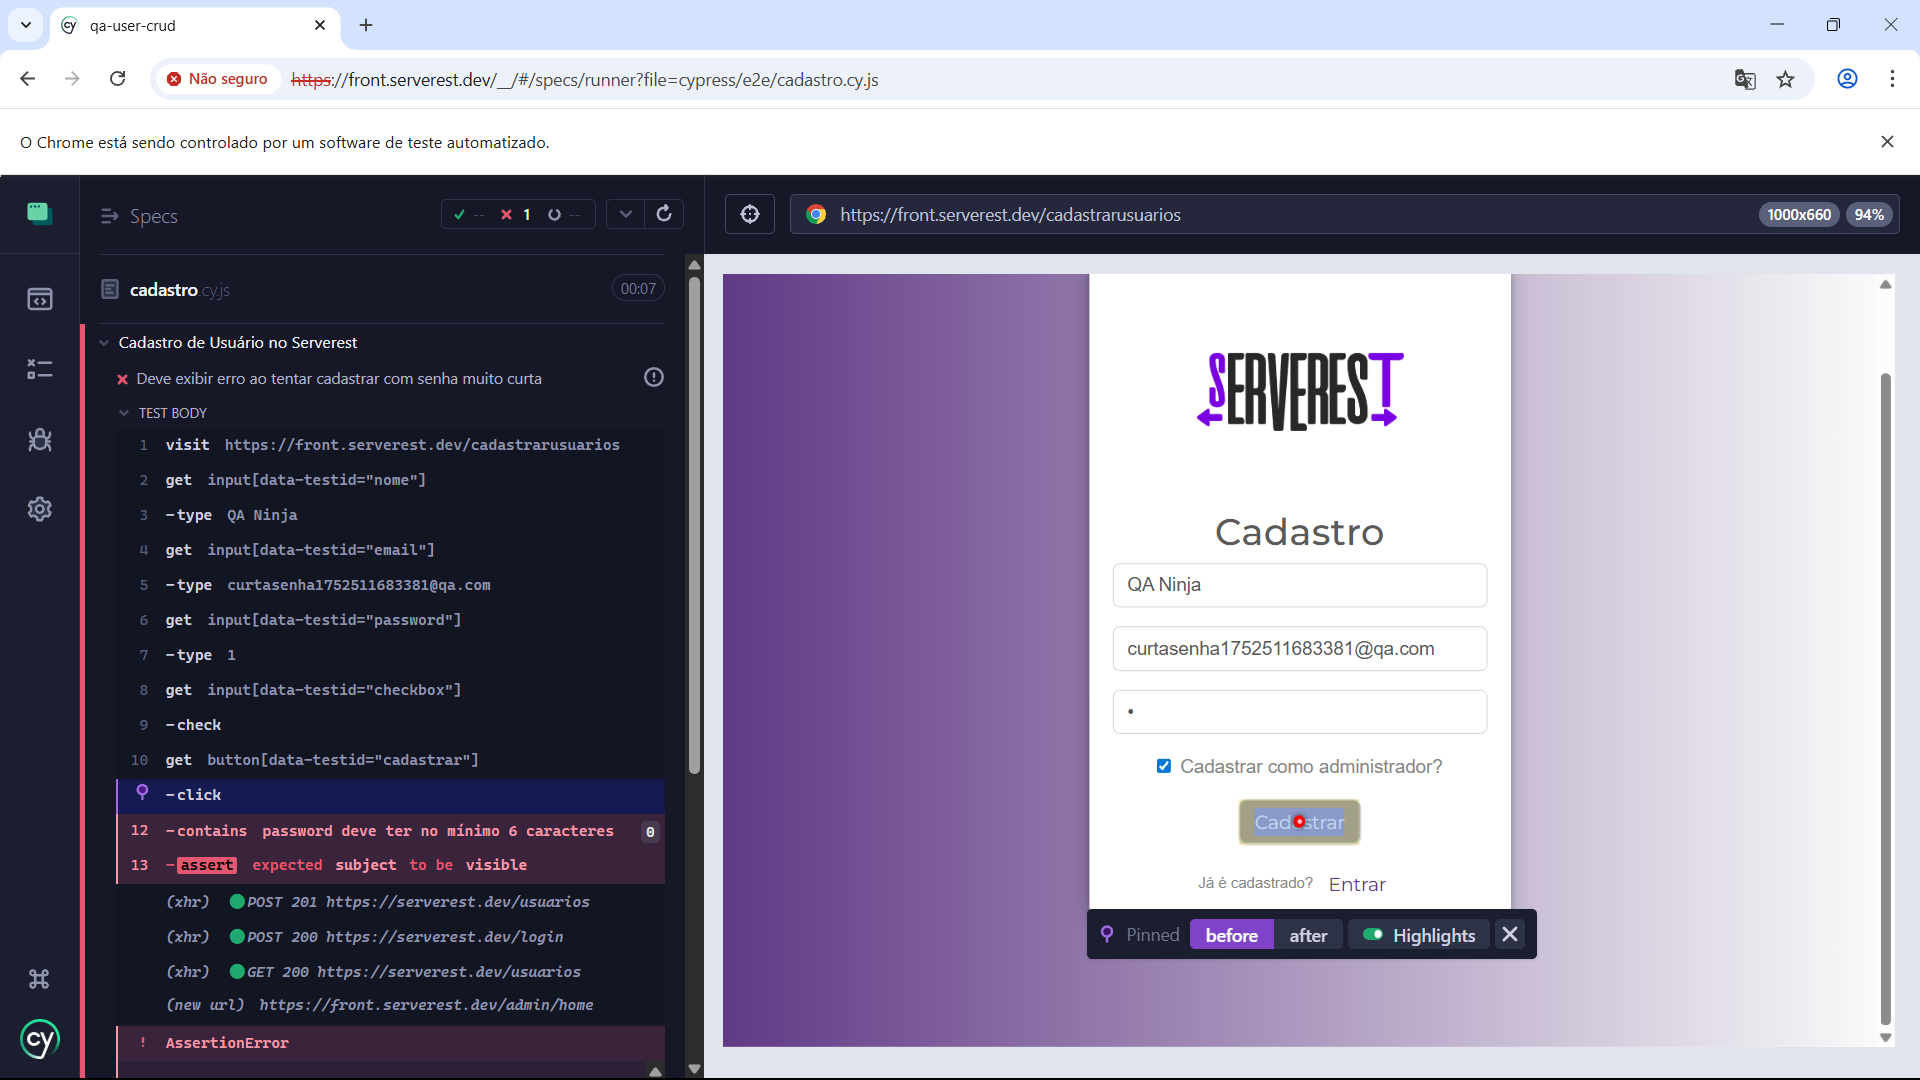 qa-user-crud
Não seguro
https://front.serverest.dev/__/#/specs/runner?file=cypress/e2e/cadastro.cy.js
O Chrome está sendo controlado por um software de teste automatizado.
Specs
-- 1 --
https://front.serverest.dev/cadastrarusuarios
1000x660
94%
cadastro.cy.js
00:07
Cadastro de Usuário no Serverest
Deve exibir erro ao tentar cadastrar com senha muito curta
TEST BODY
1 visit https://front.serverest.dev/cadastrarusuarios
2 get input[data-testid="nome"]
3 -type QA Ninja
4 get input[data-testid="email"]
5 -type curtasenha1752511683381@qa.com
6 get input[data-testid="password"]
7 -type 1
8 get input[data-testid="checkbox"]
9 -check
10 get button[data-testid="cadastrar"]
-click
12 -contains password deve ter no mínimo 6 caracteres 0
13 -assert expected subject to be visible
(xhr) POST 201 https://serverest.dev/usuarios
(xhr) POST 200 https://serverest.dev/login
(xhr) GET 200 https://serverest.dev/usuarios
(new url) https://front.serverest.dev/admin/home
! AssertionError
cy
SERVEREST
Cadastro
QA Ninja
curtasenha1752511683381@qa.com
•
Cadastrar como administrador?
Cadastrar
Já é cadastrado? Entrar
Pinned before after Highlights